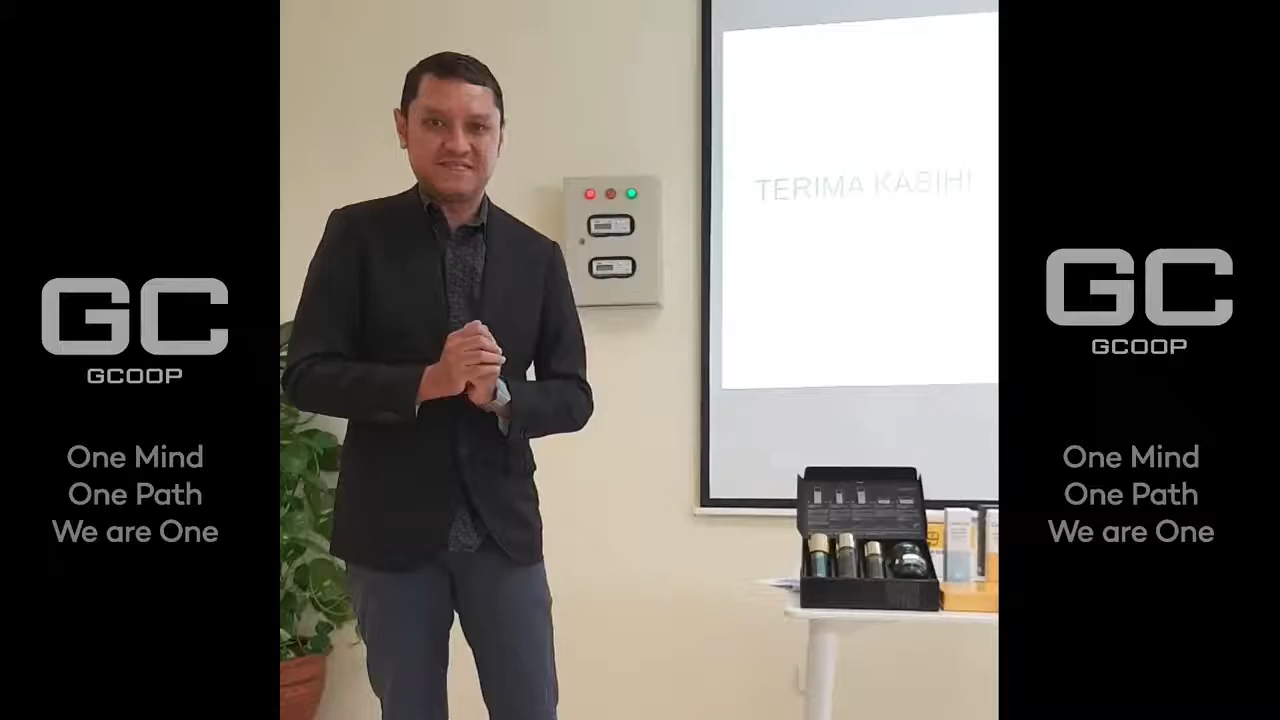 GC
GCOOP
One Mind
One Path
We are One
TERIMA KASIHI
GC
GCOOP
One Mind
One Path
We are One